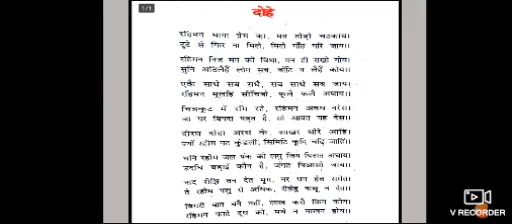 1/1
दोहे
रहिमन धागा प्रेम का, मत तोड़ो चटकाय।
टूटे से फिर ना मिले, मिले गाँठ परि जाय॥
रहिमन निज मन की बिथा, मन ही राखो गोय।
सुनि अठिलैहैं लोग सब, बाँटि न लैहैं कोय॥
एकै साधे सब सधै, सब साधे सब जाय।
रहिमन मूलहिं सींचिबो, फूलै फलै अघाय॥
चित्रकूट में रमि रहे, रहिमन अवध नरेस।
जा पर बिपदा पड़त है, सो आवत यह देस॥
दीरघ दोहा अरथ के, आखर थोरे आहिं।
ज्यों रहीम नट कुंडली, सिमिटि कूदि चढ़ि जाहिं॥
धनि रहीम जल पंक को लघु जिय पिअत अघाय।
उदधि बड़ाई कौन है, जगत पिआसो जाय॥
नाद रीझि तन देत मृग, नर धन हेत समेत।
ते रहीम पशु से अधिक, रीझेहु कछू न देत॥
बिगरी बात बनै नहीं, लाख करौ किन कोय।
रहिमन फाटे दूध को, मथे न माखन होय॥
V RECORDER